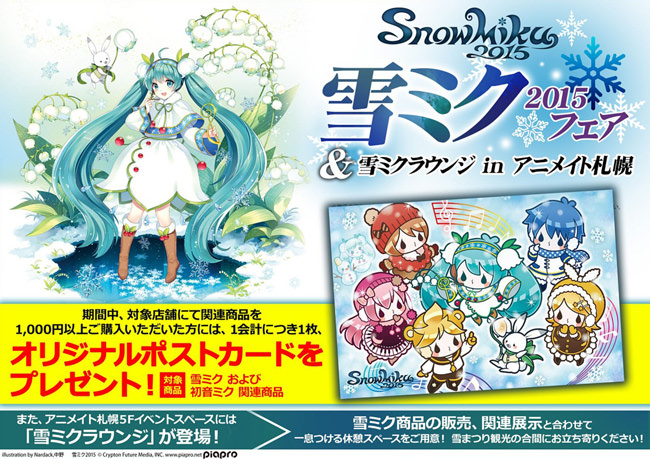 SNOWMIKU
2015
雪ミク2015
フェア
&雪ミクラウンジ in アニメイト札幌
SNOWMIKU
2015
期間中、対象店舗にて関連商品を
1,000円以上ご購入いただいた方には、1会計につき1枚、
オリジナルポストカードを
プレゼント!
対象商品
雪ミク および
初音ミク 関連商品
また、アニメイト札幌5Fイベントスペースには
「雪ミクラウンジ」が登場!
雪ミク商品の販売、関連展示と合わせて
一息つける休憩スペースをご用意! 雪まつり観光の合間にお立ち寄りください!
illustration by Nardack,中野 雪ミク2015 © Crypton Future Media, INC. www.piapro.net piapro